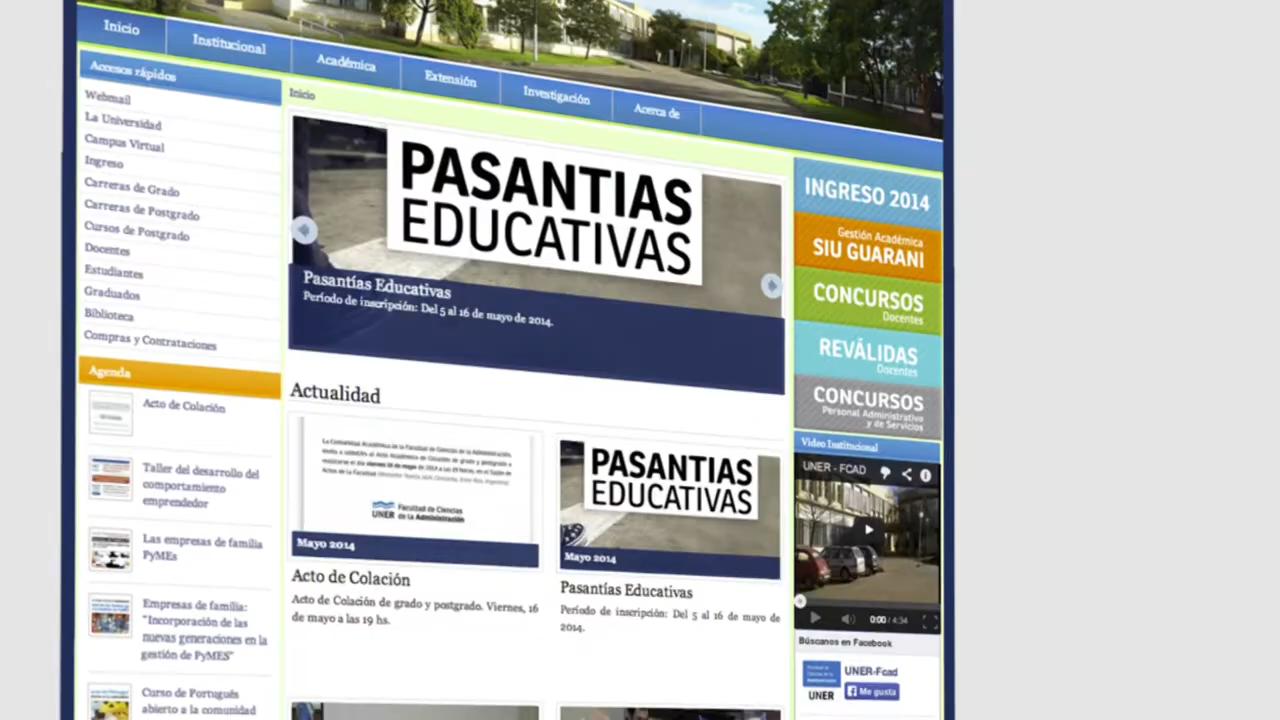 Inicio
Institucional
Académica
Extensión
Investigación
Acerca de
Accesos rápidos
Webmail
La Universidad
Campus Virtual
Ingreso
Carreras de Grado
Carreras de Postgrado
Cursos de Postgrado
Docentes
Estudiantes
Graduados
Biblioteca
Compras y Contrataciones
Agenda
Acto de Colación
Taller del desarrollo del
comportamiento
emprendedor
Las empresas de familia
PyMEs
Empresas de familia:
"Incorporación de las
nuevas generaciones en la
gestión de PyMES"
Curso de Portugués
abierto a la comunidad
Inicio
PASANTIAS
EDUCATIVAS
Pasantías Educativas
Período de inscripción: Del 5 al 16 de mayo de 2014.
Actualidad
UNER
Facultad de Ciencias
de la Administración
Mayo 2014
Acto de Colación
Acto de Colación de grado y postgrado. Viernes, 16
de mayo a las 19 hs.
PASANTIAS
EDUCATIVAS
Mayo 2014
Pasantías Educativas
Período de inscripción: Del 5 al 16 de mayo de
2014.
INGRESO 2014
Gestión Académica
SIU GUARANI
CONCURSOS
Docentes
REVÁLIDAS
Docentes
CONCURSOS
Personal Administrativo
y de Servicios
Video Institucional
UNER - FCAD
0:00 / 4:34
Búscanos en Facebook
UNER
UNER-Fcad
Me gusta